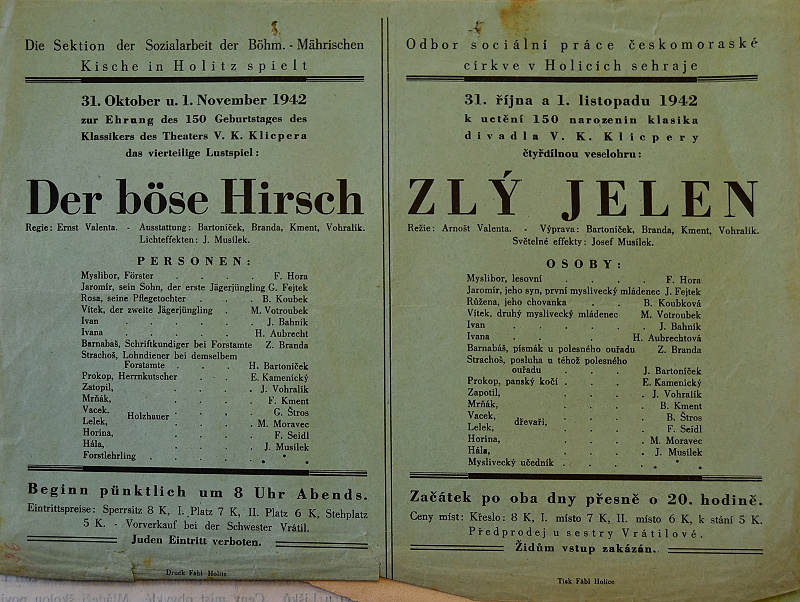 Die Sektion der Sozialarbeit der Böhm. - Mährischen
Kische in Holitz spielt
31. Oktober u. 1. November 1942
zur Ehrung des 150 Geburtstages des
Klassikers des Theaters V. K. Klicpera
das vierteilige Lustspiel:
Der böse Hirsch
Regie: Ernst Valenta. - Ausstattung: Bartoníček, Branda, Kment, Vohralík.
Lichteffekten: J. Musílek.
PERSONEN:
Myslibor, Förster . . . . F. Hora
Jaromír, sein Sohn, der erste Jägerjüngling G. Fejtek
Rosa, seine Pflegetochter . . . B. Koubek
Vítek, der zweite Jägerjüngling . . M. Votroubek
Ivan . . . . . . J. Bahník
Ivana . . . . . . H. Aubrecht
Barnabaš, Schriftkundiger bei Forstamte Z. Branda
Strachoš, Lohndiener bei demselbem
Forstamte . . . H. Bartoníček
Prokop, Herrnkutscher . . . E. Kamenický
Zatopil, . . . . J. Vohralík
Mrňák, . . . . F. Kment
Vacek. . . . . G. Štros
Holzhauer
Lelek, . . . . M. Moravec
Horina, . . . . F. Seidl
Hála, . . . . J. Musílek
Forstlehrling . . . . . * * *
Beginn pünktlich um 8 Uhr Abends.
Eintrittspreise: Sperrsitz 8 K, I. Platz 7 K, II. Platz 6 K, Stehplatz
5 K. - Vorverkauf bei der Schwester Vrátil.
Juden Eintritt verboten.
Druck Fábl Holitz
Odbor sociální práce českomoraské
církve v Holicích sehraje
31. října a 1. listopadu 1942
k uctění 150 narozenin klasika
divadla V. K. Klicpery
čtyřdílnou veselohru:
ZLÝ JELEN
Režie: Arnošt Valenta. - Výprava: Bartoníček, Branda, Kment, Vohralík.
Světelné effekty: Josef Musílek.
OSOBY:
Myslibor, lesovní . . . . F. Hora
Jaromír, jeho syn, první myslivecký mládenec J. Fejtek
Růžena, jeho chovanka . . . B. Koubková
Vítek, druhý myslivecký mládenec M. Votroubek
Ivan . . . . . . J. Bahník
Ivana . . . . . H. Aubrechtová
Barnabáš, písmák u polesného ouřadu Z. Branda
Strachoš, posluha u téhož polesného
ouřadu . . . . J. Bartoníček
Prokop, panský kočí . . . . E. Kamenický
Zapotil, . . . . J. Vohralík
Mrňák, . . . . B. Kment
Vacek, . . . . B. Štros
dřevaři,
Lelek, . . . . F. Seidl
Horina, . . . . M. Moravec
Hála, . . . . J. Musílek
Myslivecký učedník . . . . . * * *
Začátek po oba dny přesně o 20. hodině.
Ceny míst: Křeslo: 8 K, I. místo 7 K, II. místo 6 K, k stání 5 K.
Předprodej u sestry Vrátilové.
Židům vstup zakázán.
Tisk Fábl Holice